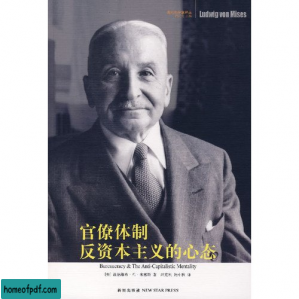 Ludwig von Mises
官僚体制
反资本主义的心态
Bureaucracy & The Anti-Capitalistic Mentality
新星出版社 NEW STAR PRESS
homeofpdf.com